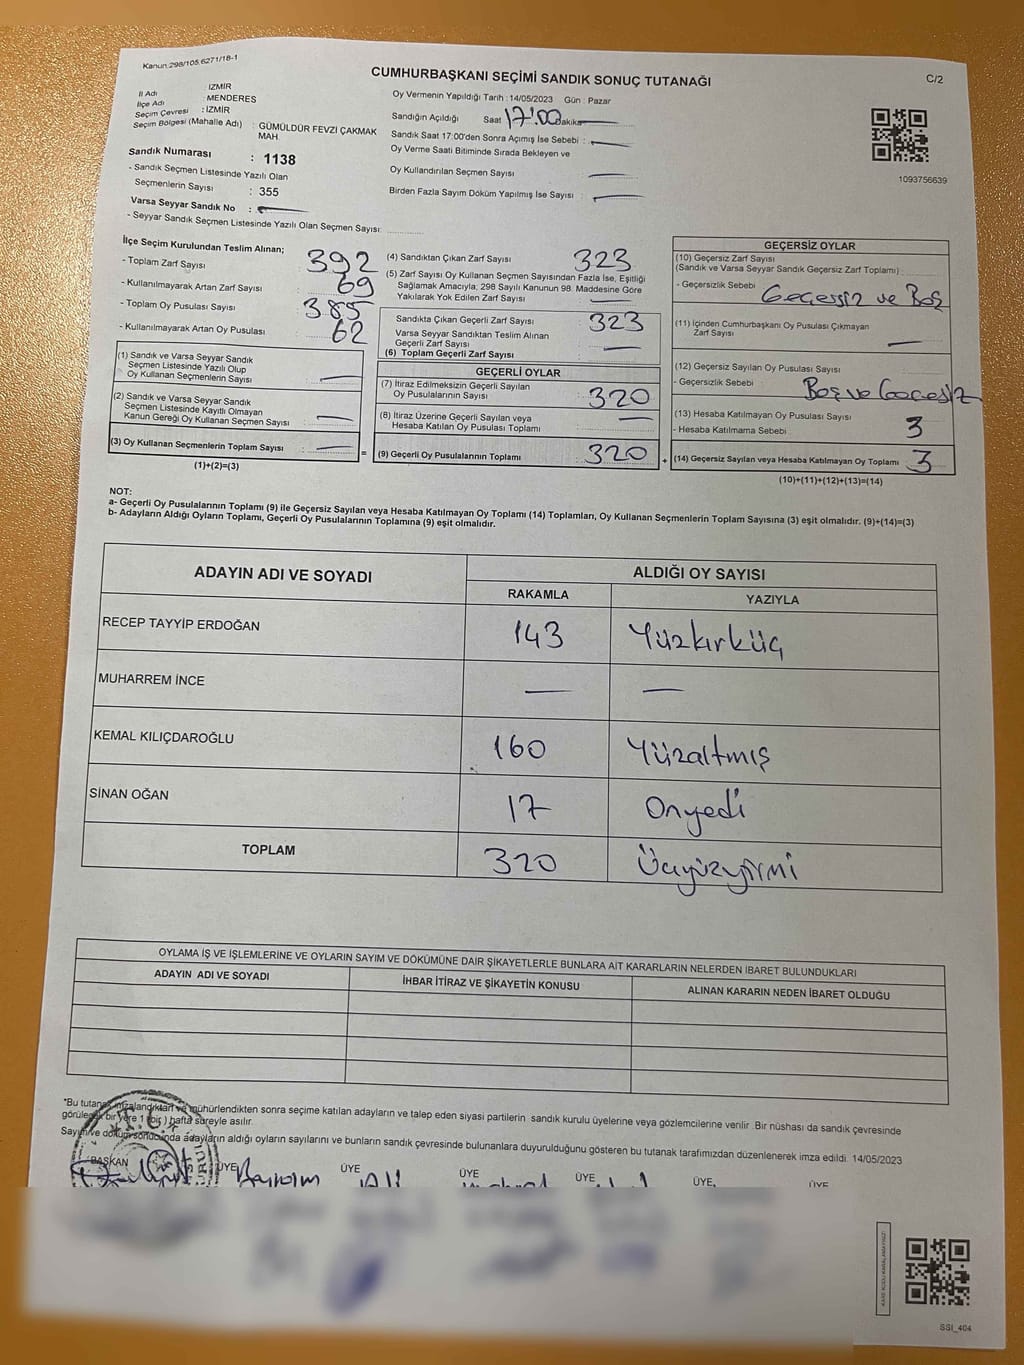 Kanun:298/105.6271/18-1
CUMHURBAŞKANI SEÇİMİ SANDIK SONUÇ TUTANAĞI
C/2
İl Adı : İZMİR
İlçe Adı : MENDERES
Seçim Çevresi : İZMİR
Seçim Bölgesi (Mahalle Adı) : GÜMÜLDÜR FEVZİ ÇAKMAK MAH
Sandık Numarası : 1138
- Sandık Seçmen Listesinde Yazılı Olan
Seçmenlerin Sayısı : 355
Varsa Seyyar Sandık No : —
- Seyyar Sandık Seçmen Listesinde Yazılı Olan Seçmen Sayısı:
Oy Vermenin Yapıldığı Tarih : 14/05/2023 Gün : Pazar
Sandığın Açıldığı Saat 17:00 Dakika
Sandık Saat 17:00'den Sonra Açımış İse Sebebi : —
Oy Verme Saati Bitiminde Sırada Bekleyen ve
Oy Kullandırılan Seçmen Sayısı —
Birden Fazla Sayım Döküm Yapılmış İse Sayısı : —
1093756639
İlçe Seçim Kurulundan Teslim Alınan;
- Toplam Zarf Sayısı 392
- Kullanılmayarak Artan Zarf Sayısı 69
- Toplam Oy Pusulası Sayısı 385
- Kullanılmayarak Artan Oy Pusulası 62
(1) Sandık ve Varsa Seyyar Sandık
Seçmen Listesinde Yazılı Olup
Oy Kullanan Seçmenlerin Sayısı —
(2) Sandık ve Varsa Seyyar Sandık
Seçmen Listesinde Kayıtlı Olmayan
Kanun Gereği Oy Kullanan Seçmen Sayısı —
(3) Oy Kullanan Seçmenlerin Toplam Sayısı —
(1)+(2)=(3)
=
(4) Sandıktan Çıkan Zarf Sayısı 323
(5) Zarf Sayısı Oy Kullanan Seçmen Sayısından Fazla İse, Eşitliği
Sağlamak Amacıyla, 298 Sayılı Kanunun 98. Maddesine Göre
Yakılarak Yok Edilen Zarf Sayısı —
Sandıkta Çıkan Geçerli Zarf Sayısı 323
Varsa Seyyar Sandıktan Teslim Alınan
Geçerli Zarf Sayısı —
(6) Toplam Geçerli Zarf Sayısı
GEÇERLİ OYLAR
(7) İtiraz Edilmeksizin Geçerli Sayılan
Oy Pusulalarının Sayısı 320
(8) İtiraz Üzerine Geçerli Sayılan veya
Hesaba Katılan Oy Pusulaları Toplamı —
(9) Geçerli Oy Pusulalarının Toplamı 320
+
GEÇERSİZ OYLAR
(10) Geçersiz Zarf Sayısı
(Sandık ve Varsa Seyyar Sandık Geçersiz Zarf Toplamı)
- Geçersizlik Sebebi Geçersiz ve Boş
(11) İçinden Cumhurbaşkanı Oy Pusulası Çıkmayan
Zarf Sayısı —
(12) Geçersiz Sayılan Oy Pusulası Sayısı
- Geçersizlik Sebebi Boş ve Geçersiz
(13) Hesaba Katılmayan Oy Pusulası Sayısı 3
- Hesaba Katılmama Sebebi
(14) Geçersiz Sayılan veya Hesaba Katılmayan Oy Toplamı 3
(10)+(11)+(12)+(13)=(14)
NOT:
a- Geçerli Oy Pusulalarının Toplamı (9) ile Geçersiz Sayılan veya Hesaba Katılmayan Oy Toplamı (14) Toplamları, Oy Kullanan Seçmenlerin Toplam Sayısına (3) eşit olmalıdır. (9)+(14)=(3)
b- Adayların Aldığı Oyların Toplamı, Geçerli Oy Pusulalarının Toplamına (9) eşit olmalıdır.
ADAYIN ADI VE SOYADI
ALDIĞI OY SAYISI
RAKAMLA YAZIYLA
RECEP TAYYİP ERDOĞAN 143 Yüzkırküç
MUHARREM İNCE — —
KEMAL KILIÇDAROĞLU 160 Yüzaltmış
SİNAN OĞAN 17 Onyedi
TOPLAM 320 Üçyüzyirmi
OYLAMA İŞ VE İŞLEMLERİNE VE OYLARIN SAYIM VE DÖKÜMÜNE DAİR ŞİKAYETLERLE BUNLARA AİT KARARLARIN NELERDEN İBARET BULUNDUKLARI
ADAYIN ADI VE SOYADI İHBAR İTİRAZ VE ŞİKAYETİN KONUSU ALINAN KARARIN NEDEN İBARET OLDUĞU
"Bu tutanak imzalandıktan ve mühürlendikten sonra seçime katılan adayların ve talep eden siyasi partilerin sandık kurulu üyelerine veya gözlemcilerine verilir. Bir nüshası da sandık çevresinde
görülecek bir yere 1 (bir) hafta süreyle asılır.
Sayım ve döküm sonucunda adayların aldığı oyların sayılarını ve bunların sandık çevresinde bulunanlara duyurulduğunu gösteren bu tutanak tarafımızdan düzenlenerek imza edildi. 14/05/2023
BAŞKAN ÜYE ÜYE ÜYE ÜYE ÜYE, ÜYE
Bayram Ali
T.C.
SSI_404